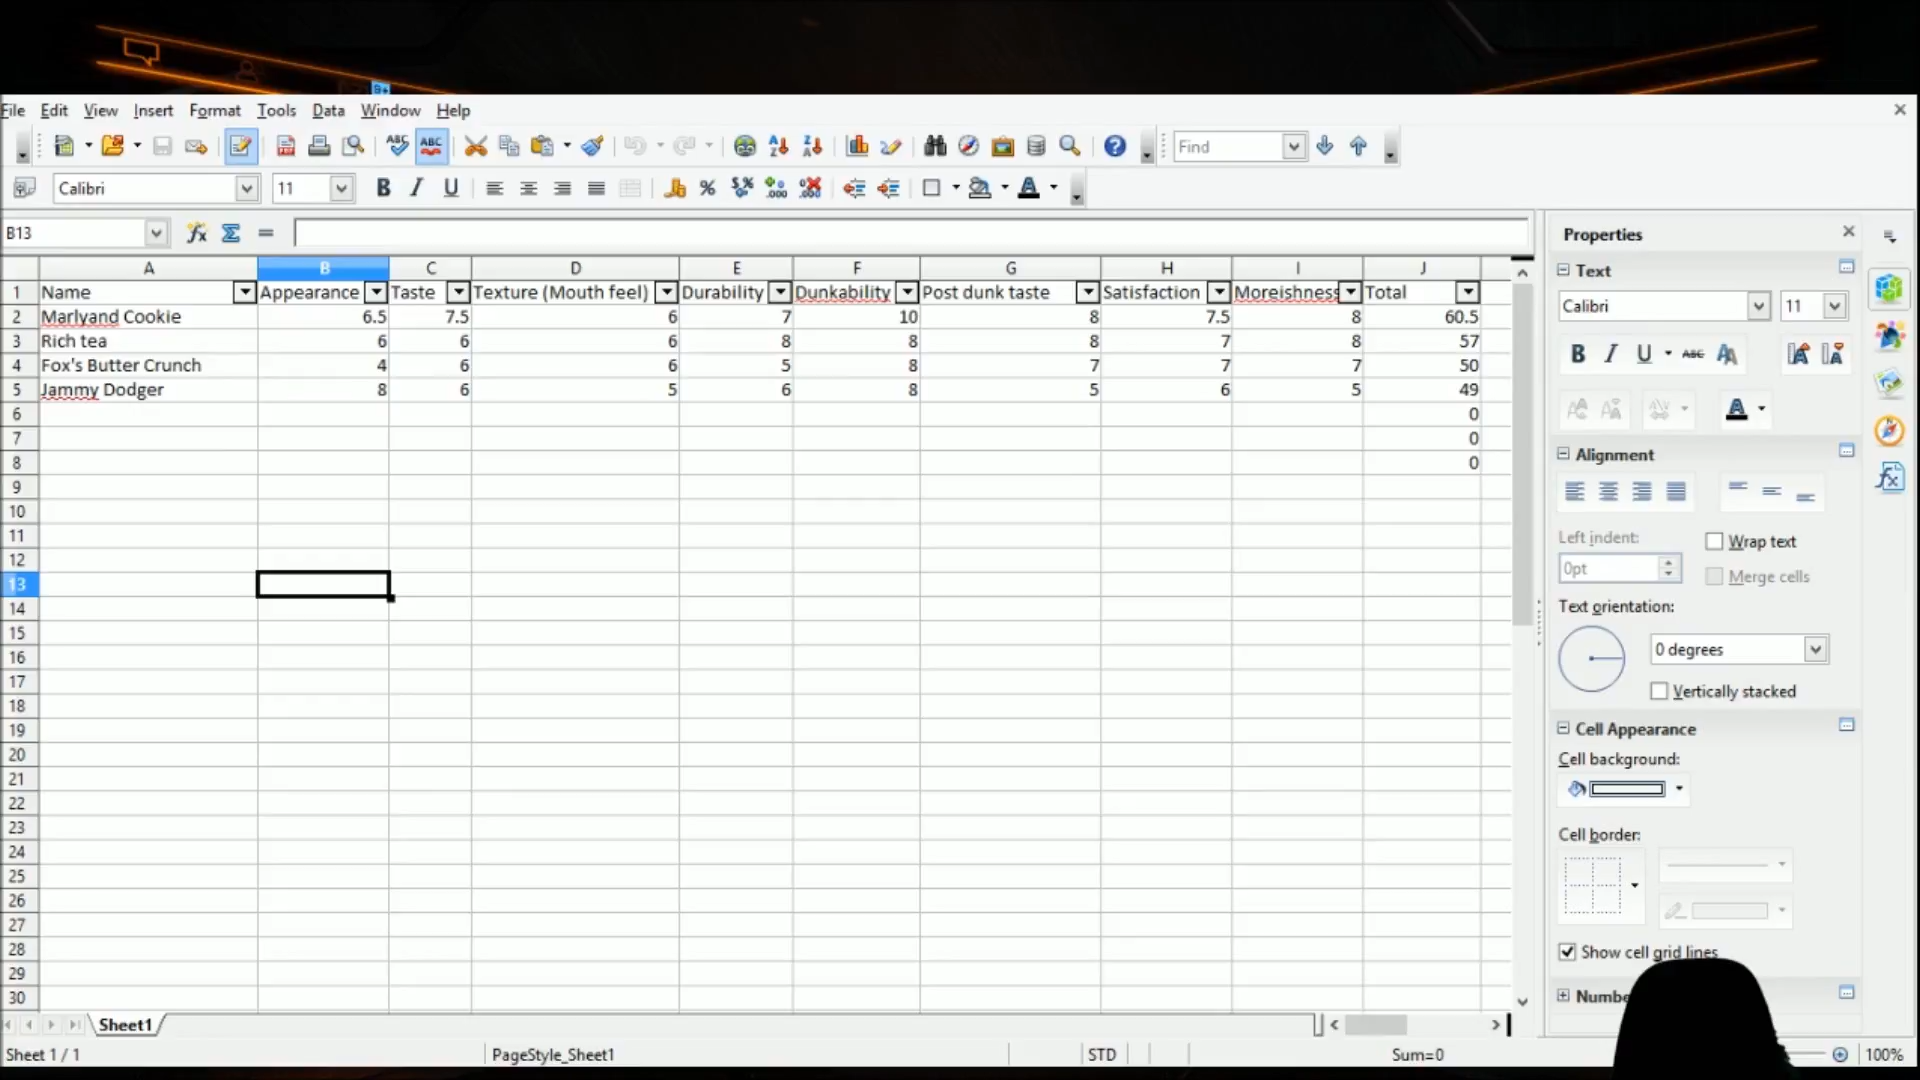 9+
File Edit View Insert Format Tools Data Window Help
Find
Calibri 11
B13
A B C D E F G H I J
1 Name Appearance Taste Texture (Mouth feel) Durability Dunkability Post dunk taste Satisfaction Moreishness Total
2 Marlyand Cookie 6.5 7.5 6 7 10 8 7.5 8 60.5
3 Rich tea 6 6 6 8 8 8 7 8 57
4 Fox's Butter Crunch 4 6 6 5 8 7 7 7 50
5 Jammy Dodger 8 6 5 6 8 5 6 5 49
6 0
7 0
8 0
9
10
11
12
13
14
15
16
17
18
19
20
21
22
23
24
25
26
27
28
29
30
Sheet1
Sheet 1 / 1 PageStyle_Sheet1 STD Sum=0 100%
Properties
Text
Calibri 11
Alignment
Left indent:
Wrap text
0pt
Merge cells
Text orientation:
0 degrees
Vertically stacked
Cell Appearance
Cell background:
Cell border:
Show cell grid lines